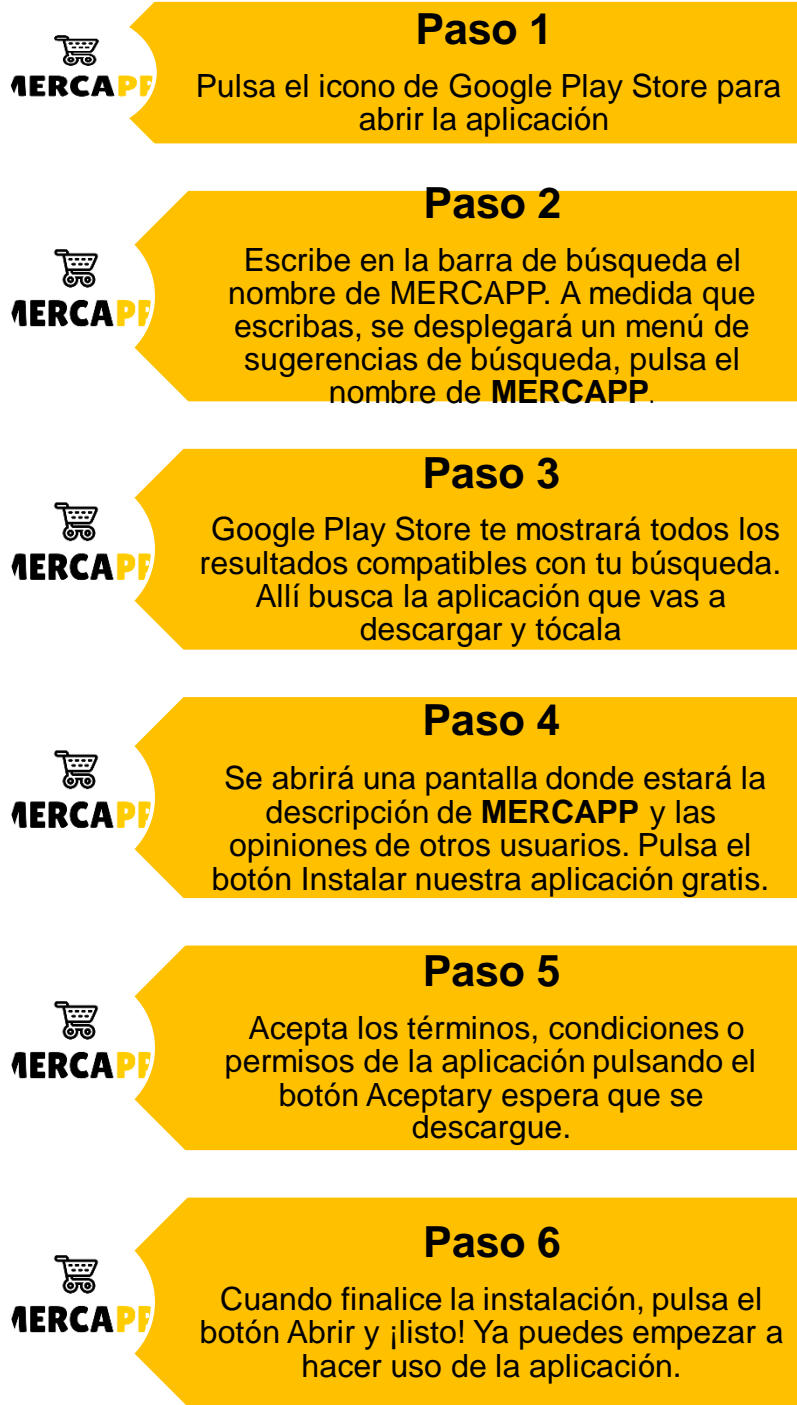 MERCAPP
Paso 1
Pulsa el icono de Google Play Store para
abrir la aplicación
MERCAPP
Paso 2
Escribe en la barra de búsqueda el
nombre de MERCAPP. A medida que
escribas, se desplegará un menú de
sugerencias de búsqueda, pulsa el
nombre de MERCAPP.
MERCAPP
Paso 3
Google Play Store te mostrará todos los
resultados compatibles con tu búsqueda.
Allí busca la aplicación que vas a
descargar y tócala
MERCAPP
Paso 4
Se abrirá una pantalla donde estará la
descripción de MERCAPP y las
opiniones de otros usuarios. Pulsa el
botón Instalar nuestra aplicación gratis.
MERCAPP
Paso 5
Acepta los términos, condiciones o
permisos de la aplicación pulsando el
botón Aceptary espera que se
descargue.
MERCAPP
Paso 6
Cuando finalice la instalación, pulsa el
botón Abrir y ¡listo! Ya puedes empezar a
hacer uso de la aplicación.